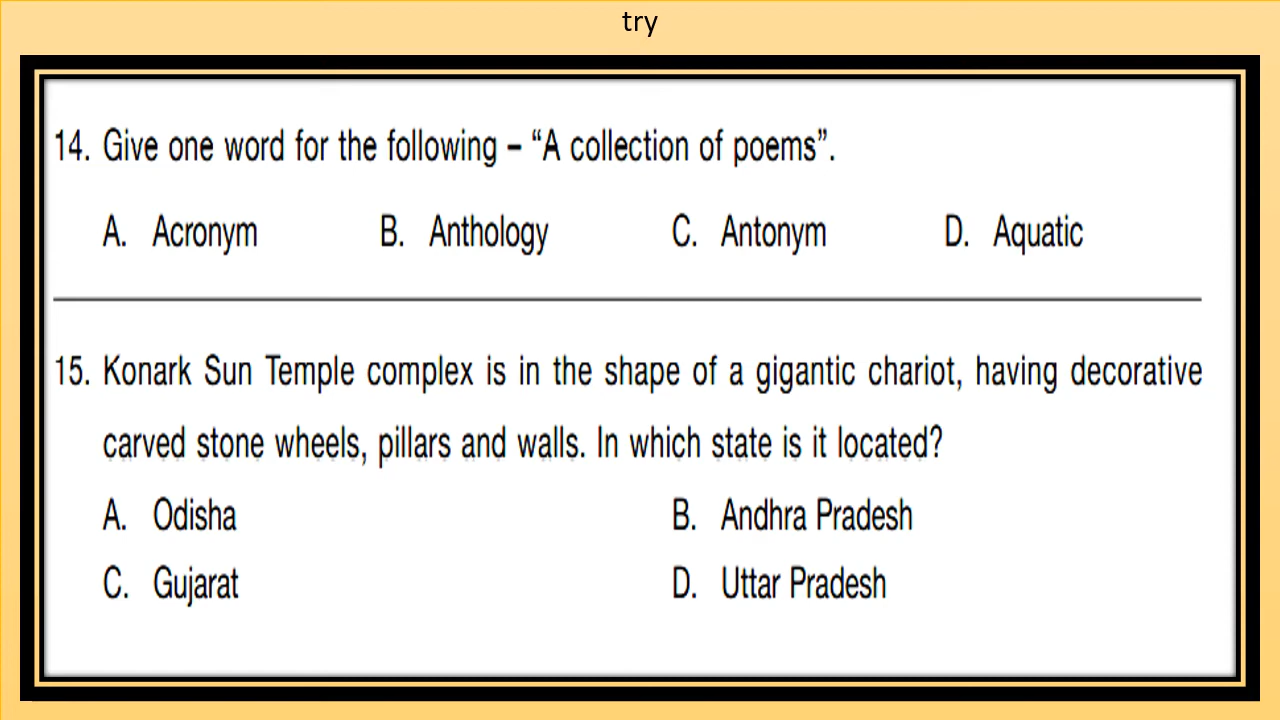 try
14. Give one word for the following – “A collection of poems”.
A. Acronym B. Anthology C. Antonym D. Aquatic
15. Konark Sun Temple complex is in the shape of a gigantic chariot, having decorative
carved stone wheels, pillars and walls. In which state is it located?
A. Odisha B. Andhra Pradesh
C. Gujarat D. Uttar Pradesh